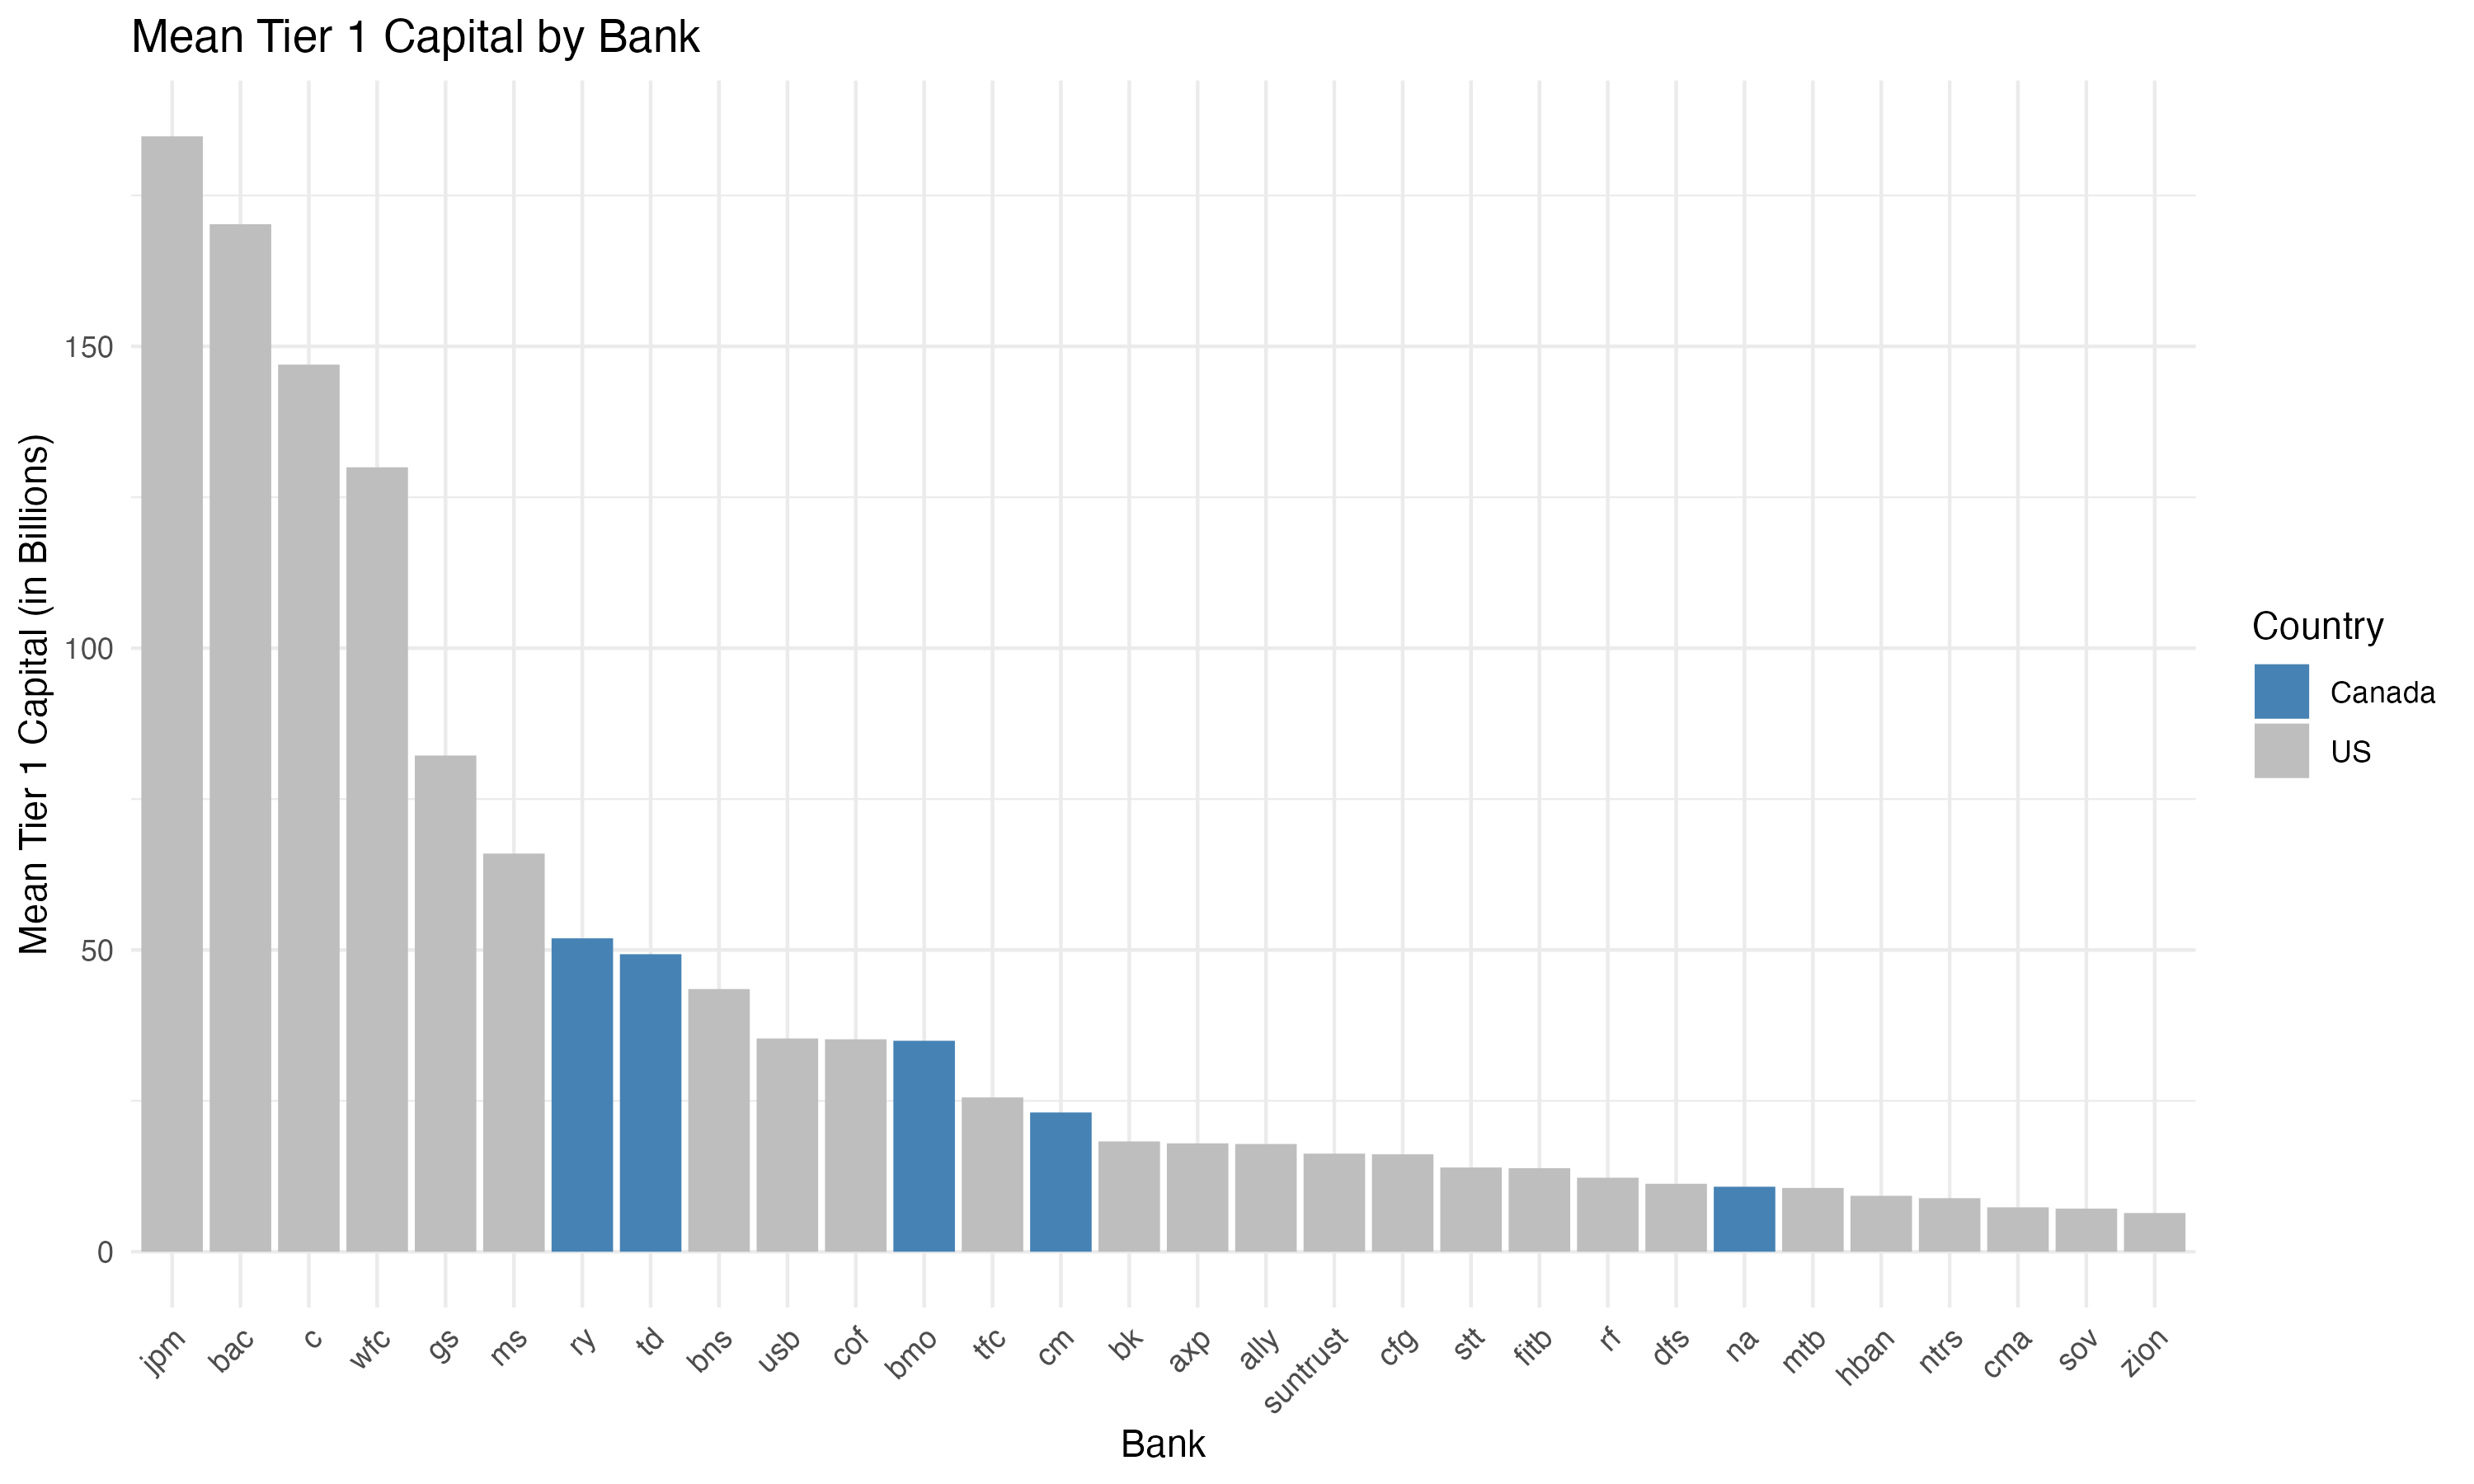 Mean Tier 1 Capital by Bank
Mean Tier 1 Capital (in Billions)
150
100
50
0
jpm
bac
c
wfc
gs
ms
ry
td
bns
usb
cof
bmo
tfc
cm
bk
axp
ally
suntrust
cfg
stt
fitb
rf
dfs
na
mtb
hban
ntrs
cma
sov
zion
Bank
Country
Canada
US